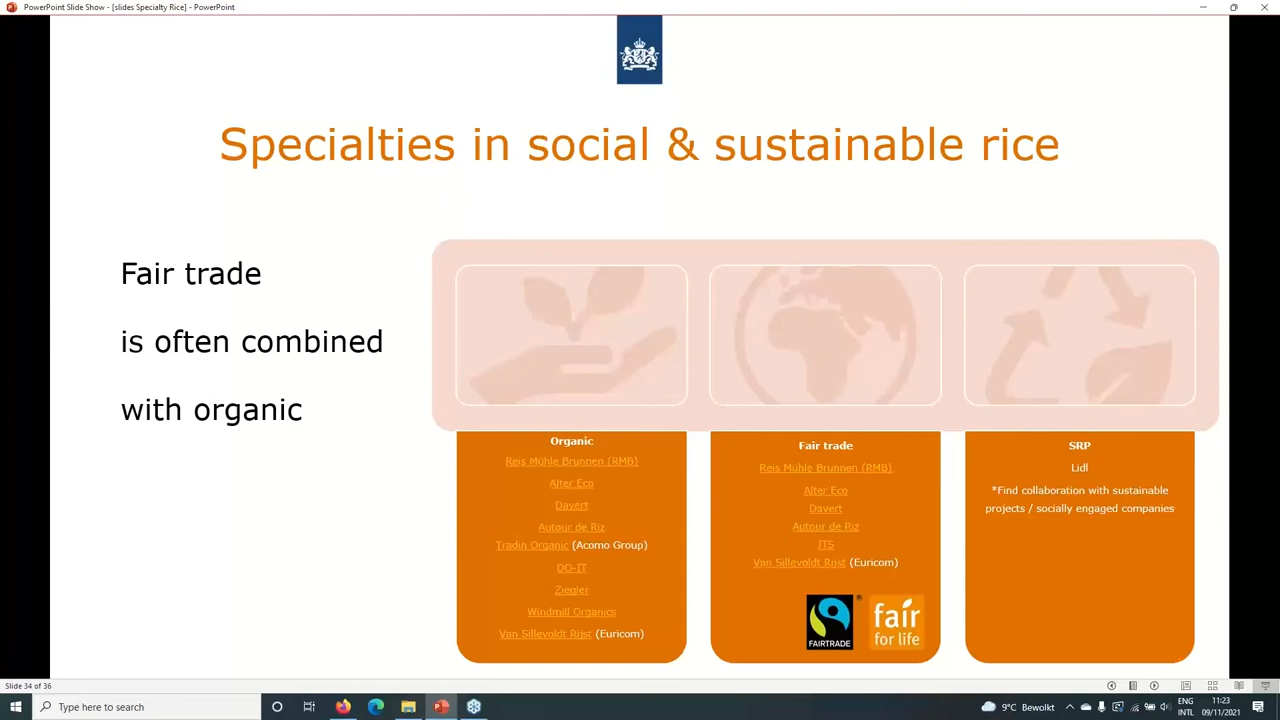 PowerPoint Slide Show - [slides Specialty Rice] - PowerPoint
Specialties in social & sustainable rice
Fair trade
is often combined
with organic
Organic
Reis Mühle Brunnen (RMB)
Alter Eco
Davert
Autour de Riz
Tradin Organic (Acomo Group)
DO-IT
Ziegler
Windmill Organics
Van Sillevoldt Rijst (Euricom)
Fair trade
Reis Mühle Brunnen (RMB)
Alter Eco
Davert
Autour de Riz
ITS
Van Sillevoldt Rijst (Euricom)
FAIRTRADE
®
fair
for life
SRP
Lidl
*Find collaboration with sustainable
projects / socially engaged companies
Slide 34 of 36
Type here to search
9°C Bewolkt
ENG
INTL
11:23
09/11/2021